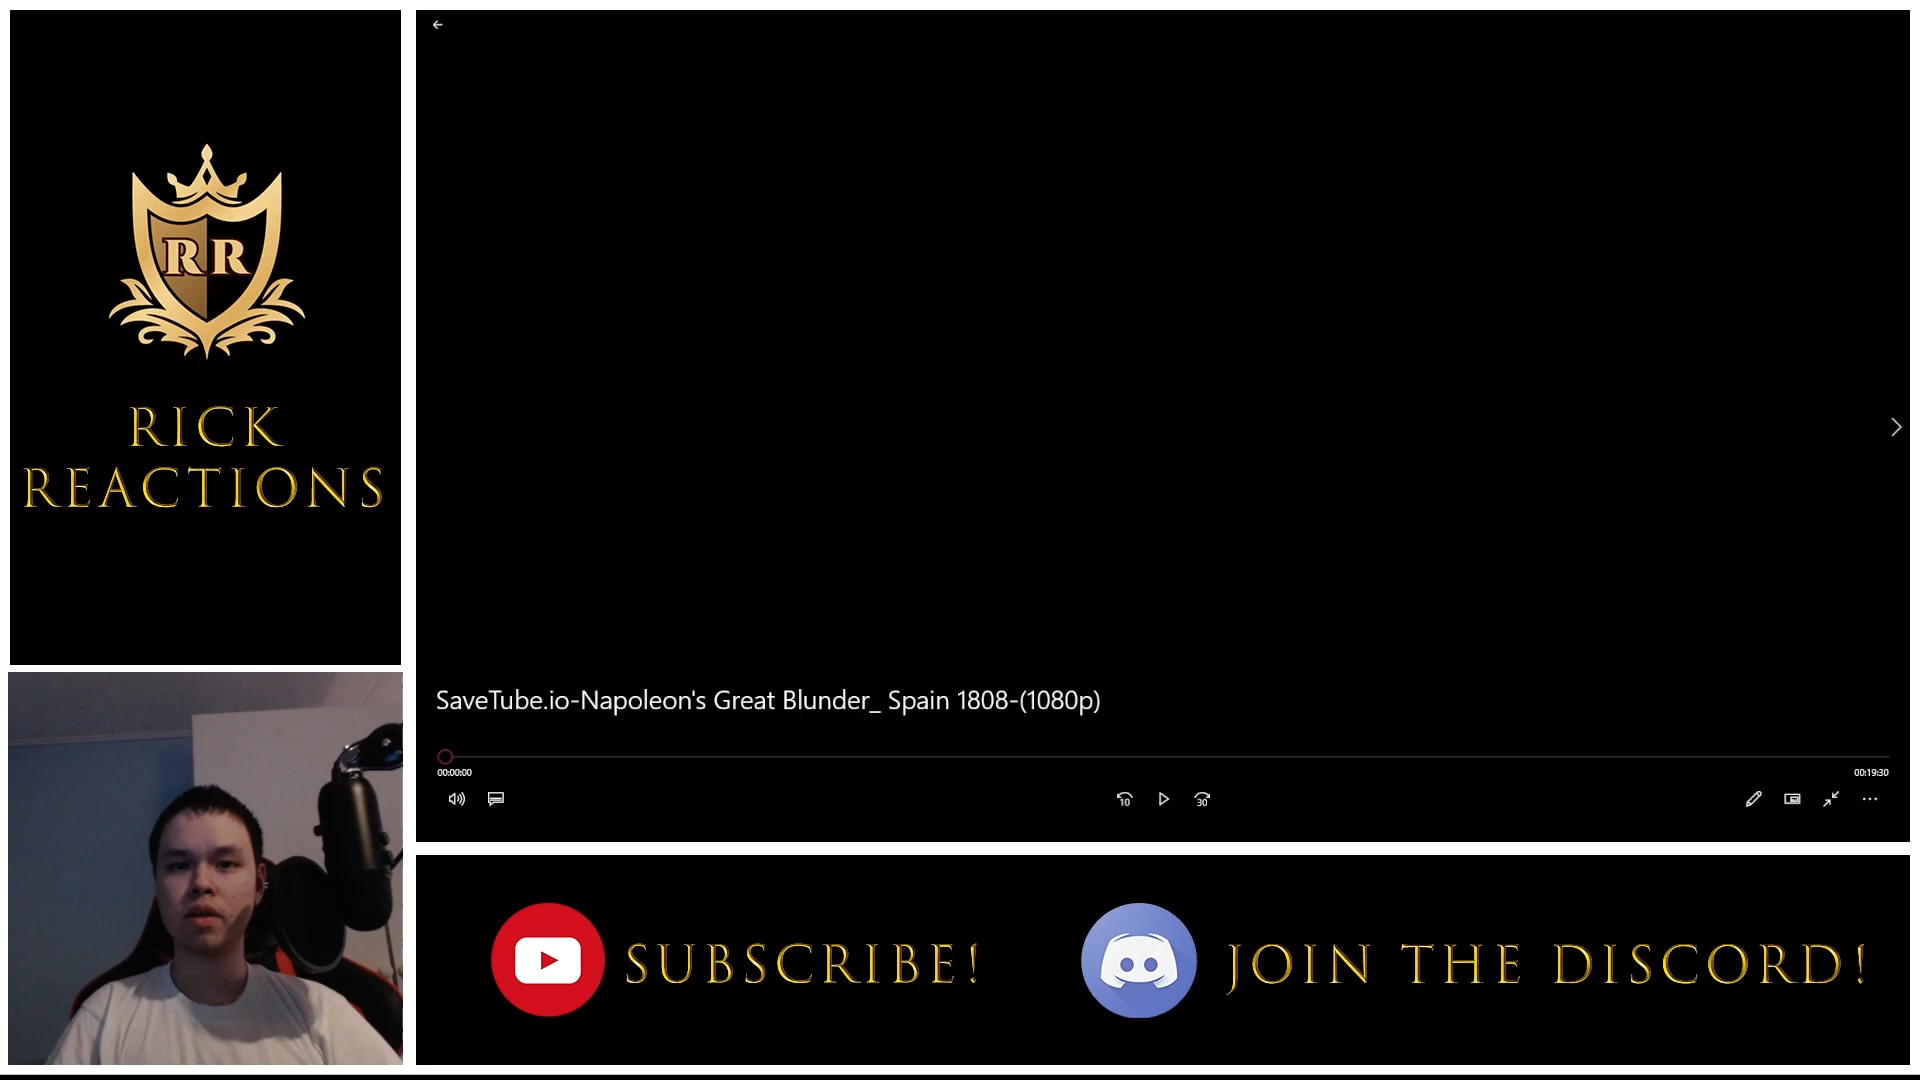 RR
RICK
REACTIONS
SaveTube.io-Napoleon's Great Blunder_ Spain 1808-(1080p)
00:00:00
00:19:30
10
30
SUBSCRIBE!
JOIN THE DISCORD!